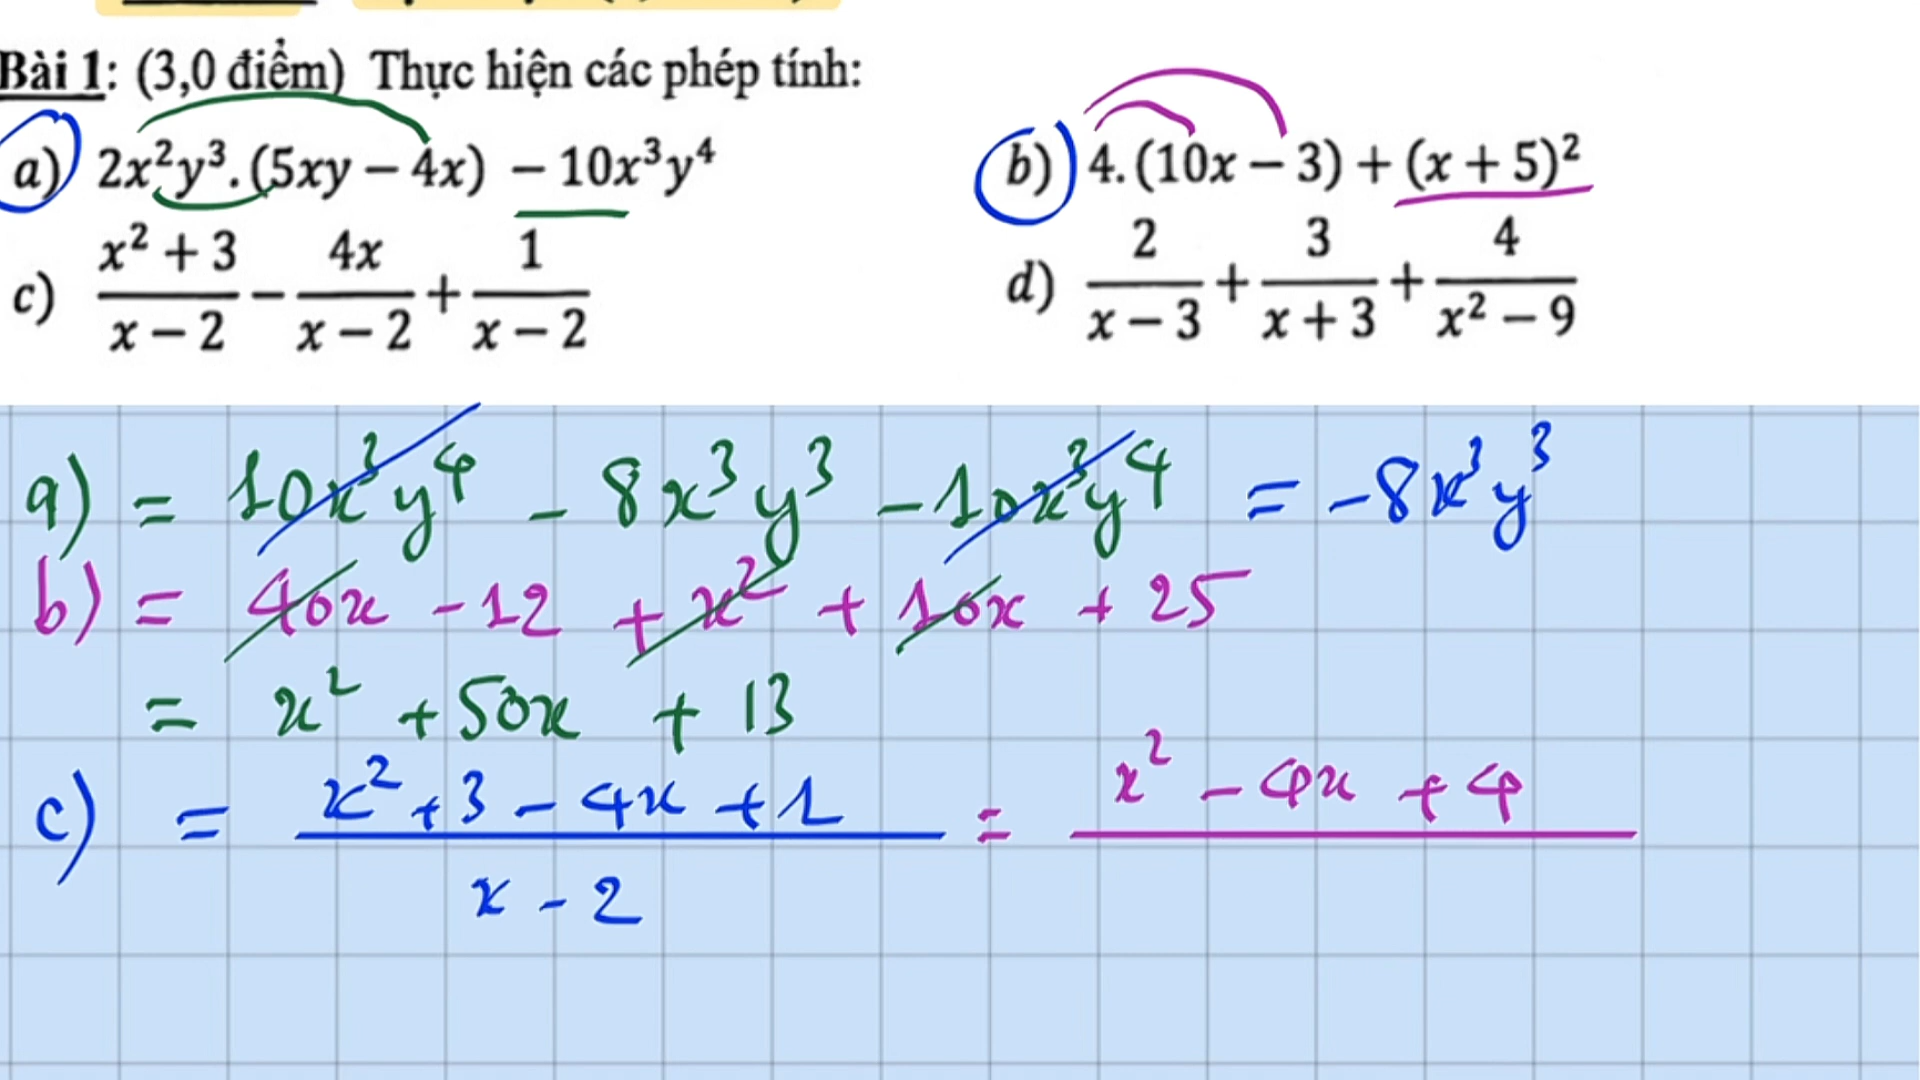 Bài 1: (3,0 điểm) Thực hiện các phép tính:
a) 2x²y³.(5xy − 4x) − 10x³y⁴
b) 4.(10x − 3) + (x + 5)²
c) (x² + 3)/(x − 2) − 4x/(x − 2) + 1/(x − 2)
d) 2/(x − 3) + 3/(x + 3) + 4/(x² − 9)
a) = 10x³y⁴ - 8x³y³ - 10x³y⁴ = -8x³y³
b) = 40x - 12 + x² + 10x + 25
= x² + 50x + 13
c) = (x² + 3 - 4x + 1)/(x - 2) = x² - 4x + 4